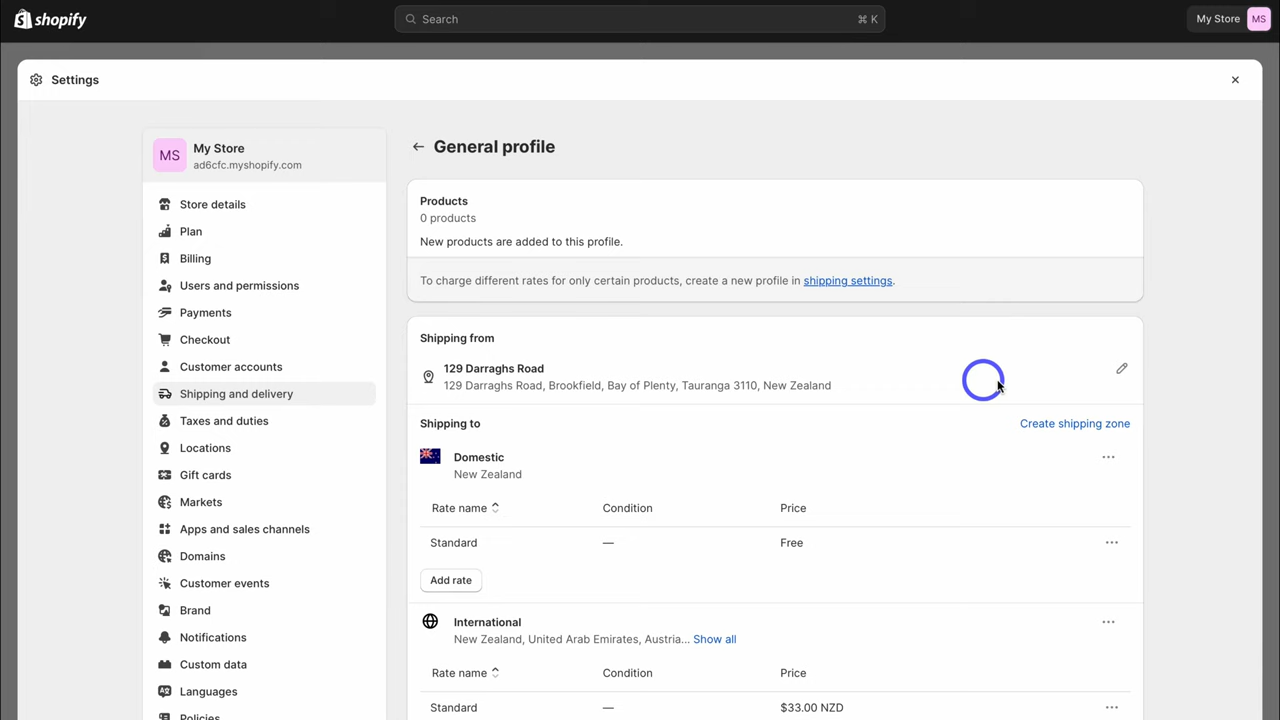 shopify
Search
⌘ K
My Store
MS
Settings
MS
My Store
ad6cfc.myshopify.com
Store details
Plan
Billing
Users and permissions
Payments
Checkout
Customer accounts
Shipping and delivery
Taxes and duties
Locations
Gift cards
Markets
Apps and sales channels
Domains
Customer events
Brand
Notifications
Custom data
Languages
Policies
General profile
Products
0 products
New products are added to this profile.
To charge different rates for only certain products, create a new profile in shipping settings.
Shipping from
129 Darraghs Road
129 Darraghs Road, Brookfield, Bay of Plenty, Tauranga 3110, New Zealand
Shipping to
Create shipping zone
Domestic
New Zealand
Rate name Condition Price
Standard — Free
Add rate
International
New Zealand, United Arab Emirates, Austria... Show all
Rate name Condition Price
Standard — $33.00 NZD